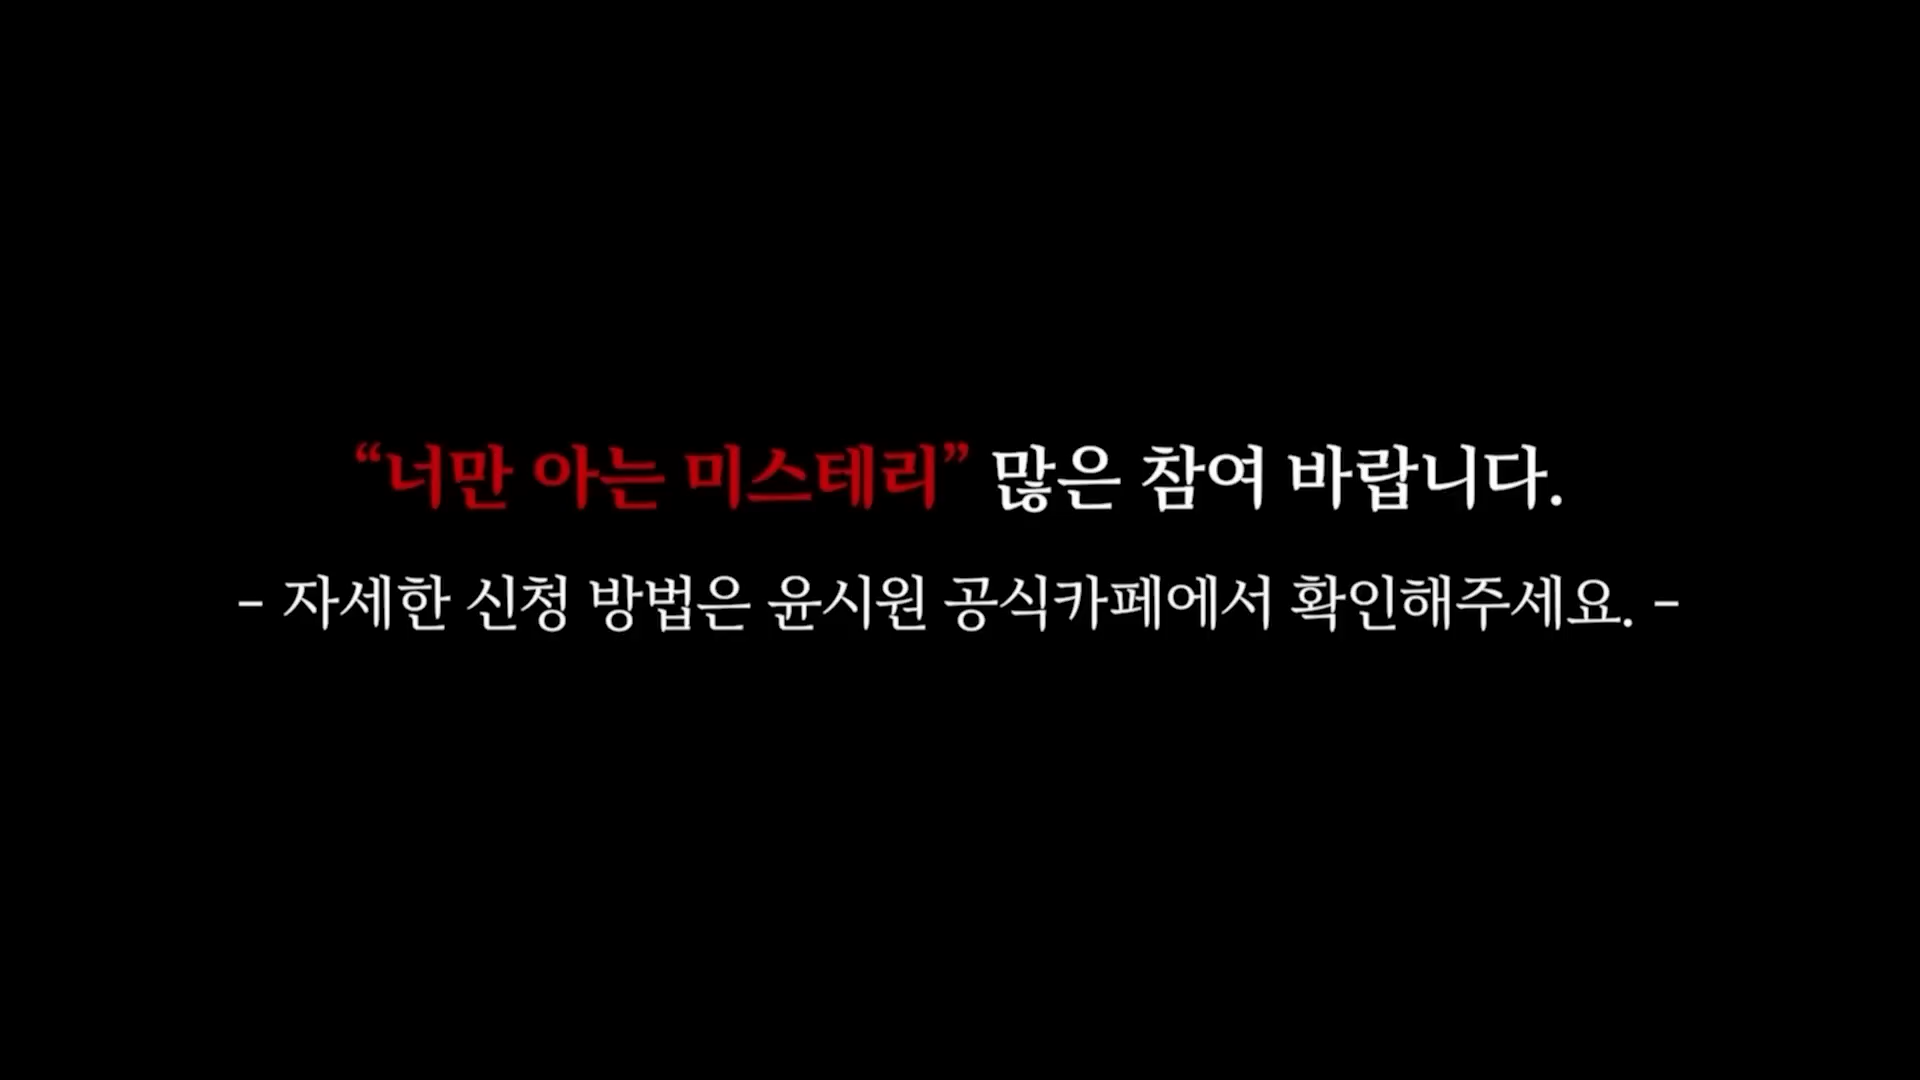 “너만 아는 미스테리” 많은 참여 바랍니다.
- 자세한 신청 방법은 윤시원 공식카페에서 확인해주세요. -